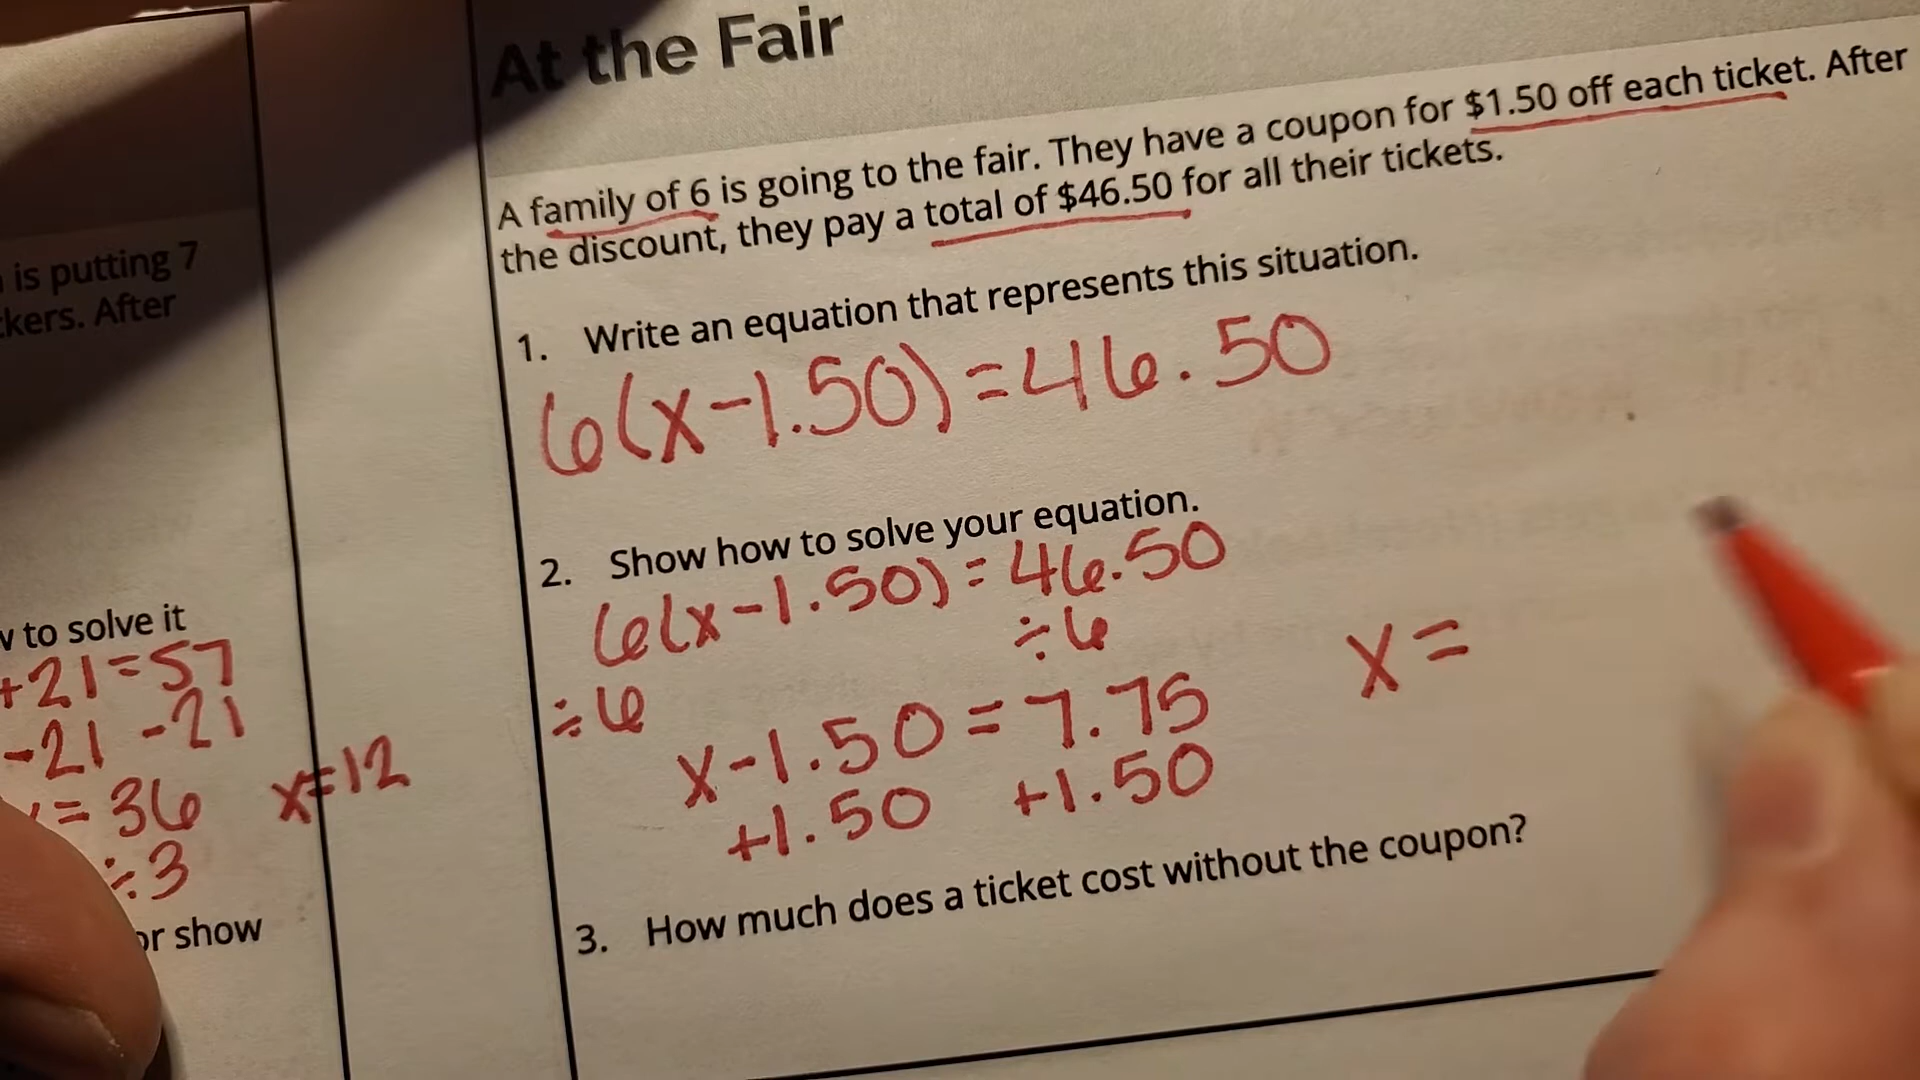 At the Fair
A family of 6 is going to the fair. They have a coupon for $1.50 off each ticket. After
the discount, they pay a total of $46.50 for all their tickets.
1. Write an equation that represents this situation.
6(x-1.50)=46.50
2. Show how to solve your equation.
6(x-1.50)=46.50
÷6 ÷6
x-1.50=7.75
+1.50 +1.50
x=
3. How much does a ticket cost without the coupon?
is putting 7
kers. After
to solve it
+21=57
-21 -21
=36 x=12
÷3
or show